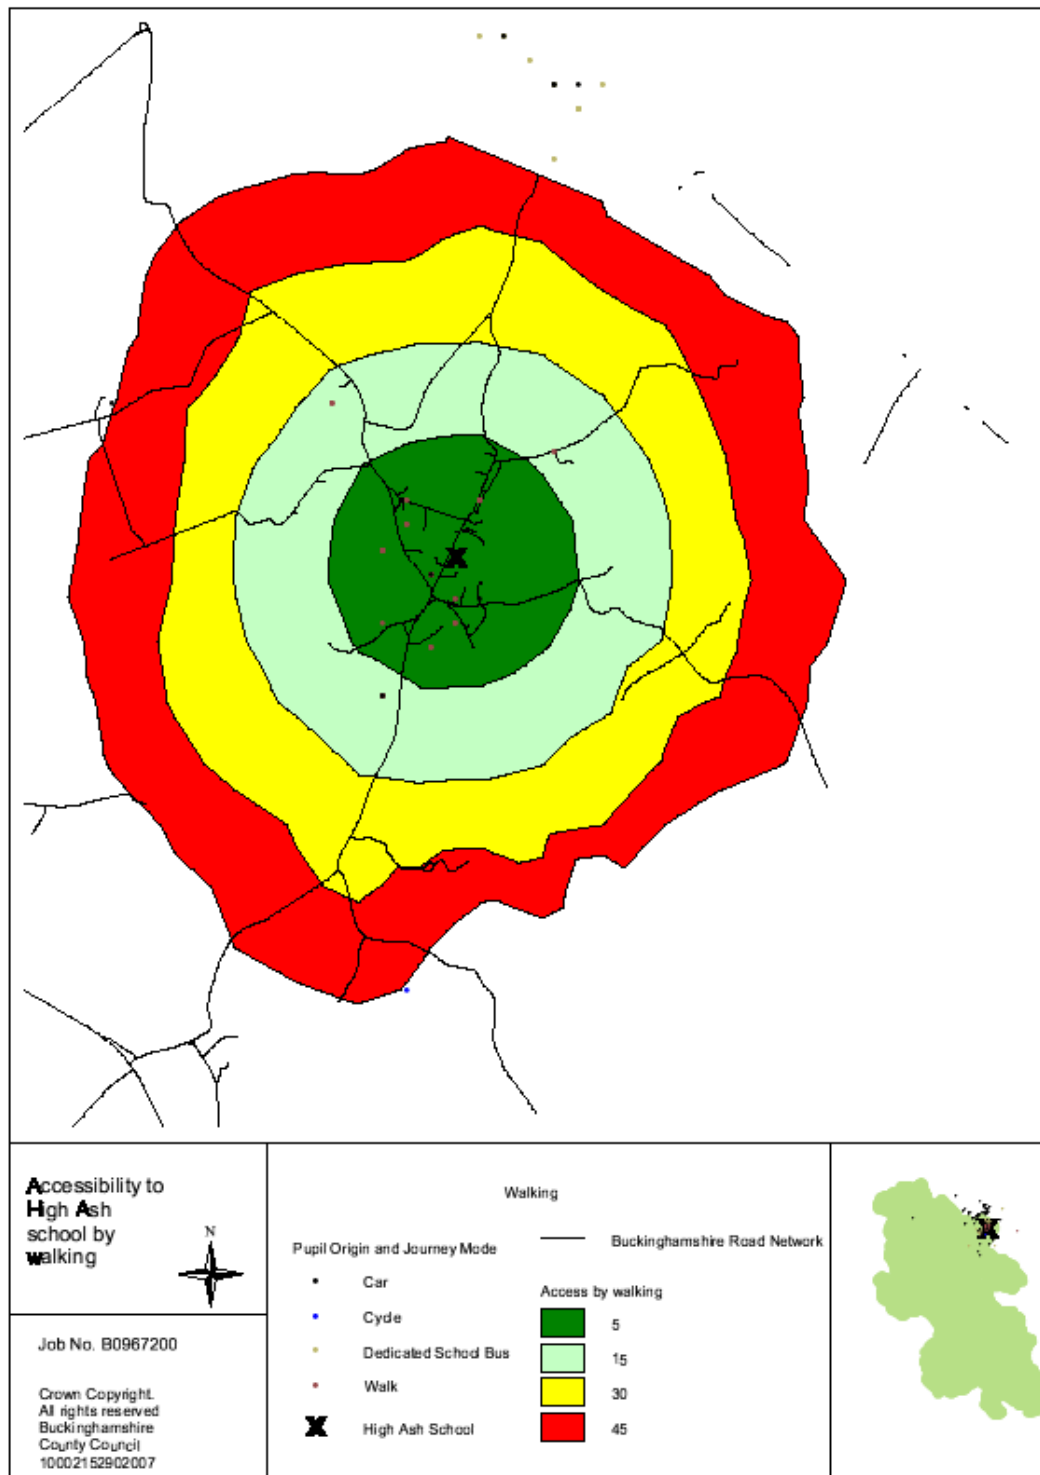 Accessibility to
High Ash
school by
walking
N
Job No. B0967200
Crown Copyright.
All rights reserved
Buckinghamshire
County Council
10002152902007
Walking
Pupil Origin and Journey Mode
Car
Cycle
Dedicated School Bus
Walk
High Ash School
Buckinghamshire Road Network
Access by walking
5
15
30
45